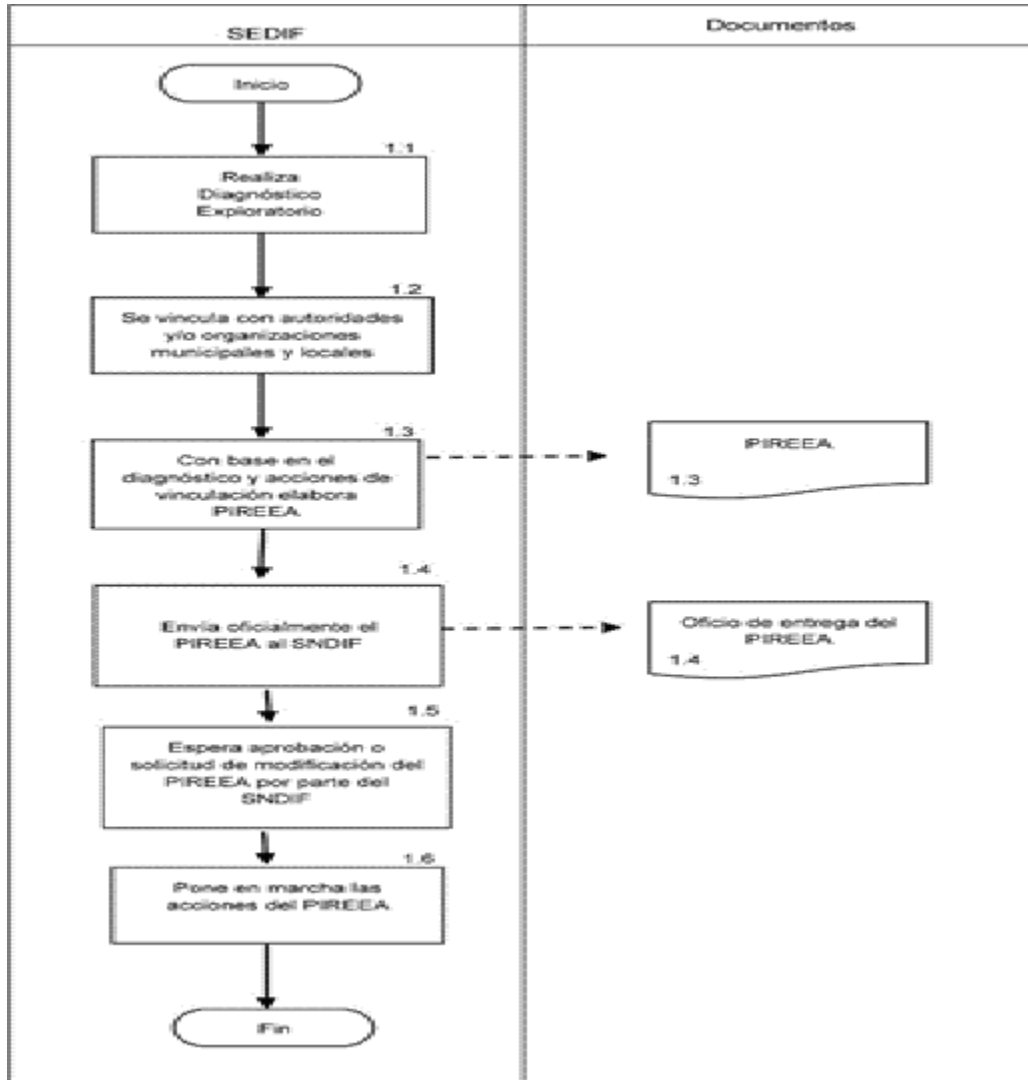 SEDIF
Documentos
Inicio
1.1
Realiza
Diagnóstico
Exploratorio
1.2
Se vincula con autoridades
y/o organizaciones
municipales y locales
1.3
Con base en el
diagnóstico y acciones de
vinculación elabora
PIREEA
PIREEA
1.3
1.4
Envía oficialmente el
PIREEA al SNDIF
Oficio de entrega del
PIREEA
1.4
1.5
Espera aprobación o
solicitud de modificación del
PIREEA por parte del
SNDIF
1.6
Pone en marcha las
acciones del PIREEA
Fin